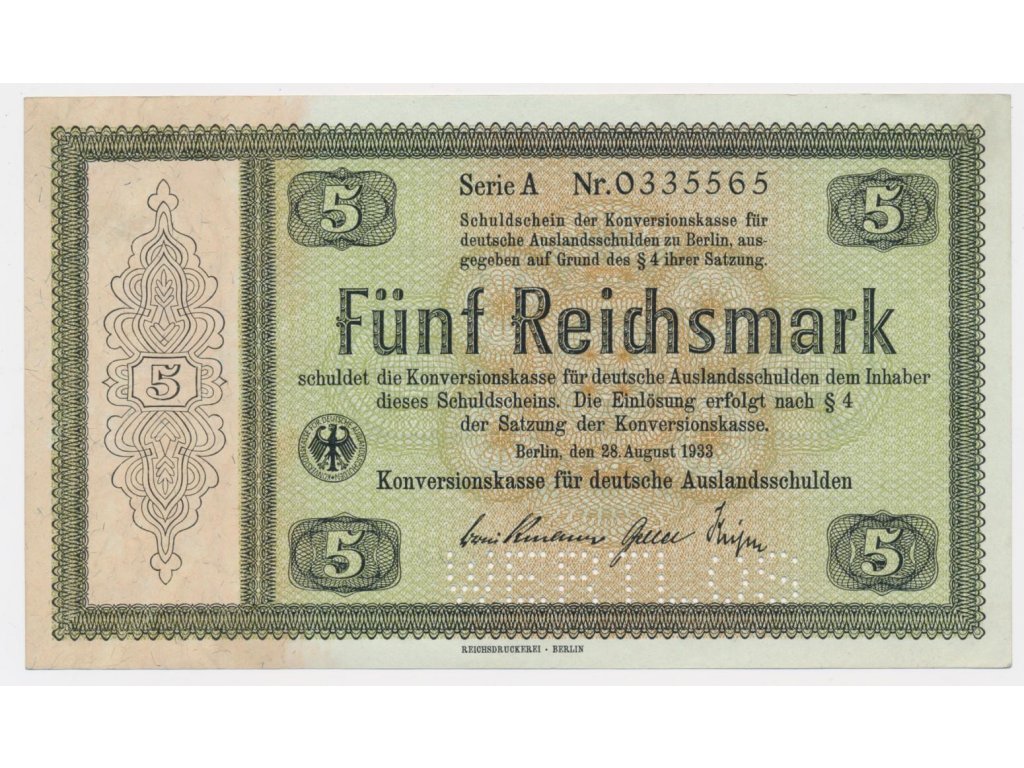 5
5
Serie A Nr. 0335565
Schuldschein der Konversionskasse für
deutsche Auslandsschulden zu Berlin, aus-
gegeben auf Grund des § 4 ihrer Satzung.
Fünf Reichsmark
5
schuldet die Konversionskasse für deutsche Auslandsschulden dem Inhaber
dieses Schuldscheins. Die Einlösung erfolgt nach § 4
der Satzung der Konversionskasse.
Berlin, den 28. August 1933
Konversionskasse für deutsche Auslandsschulden
5
5
WERTLOS
REICHSDRUCKEREI · BERLIN